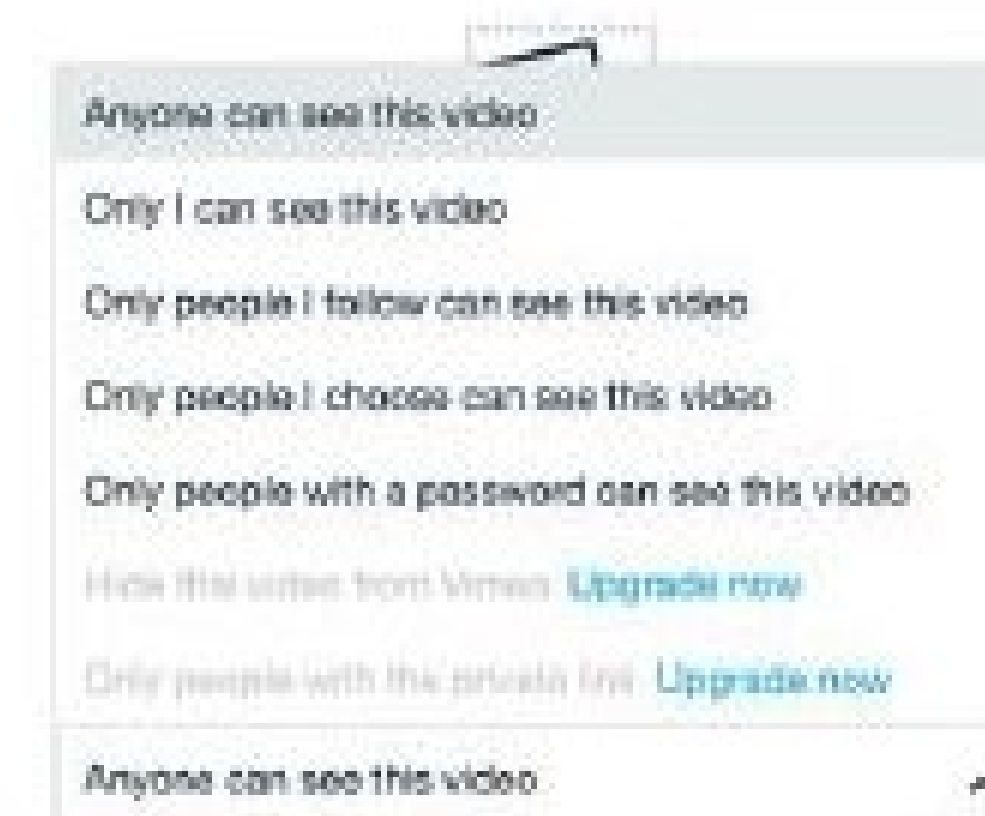 Anyone can see this video
Only I can see this video
Only people I follow can see this video
Only people I choose can see this video
Only people with a password can see this video
Hide this video from Vimeo Upgrade now
Only people with the private link Upgrade now
Anyone can see this video